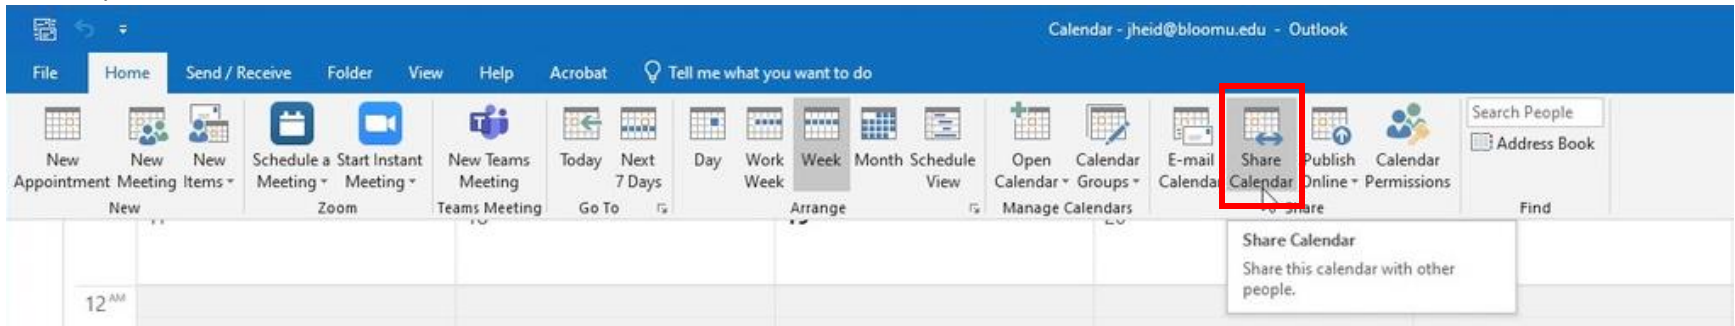 Calendar - jheid@bloomu.edu - Outlook
File Home Send / Receive Folder View Help Acrobat Tell me what you want to do
New Appointment
New Meeting
New Items
Schedule a Meeting
Start Instant Meeting
New Teams Meeting
Today
Next 7 Days
Day
Work Week
Week
Month
Schedule View
Open Calendar
Calendar Groups
E-mail Calendar
Share Calendar
Publish Online
Calendar Permissions
Search People
Address Book
New Zoom Teams Meeting Go To Arrange Manage Calendars Share Find
Share Calendar
Share this calendar with other
people.
12 AM